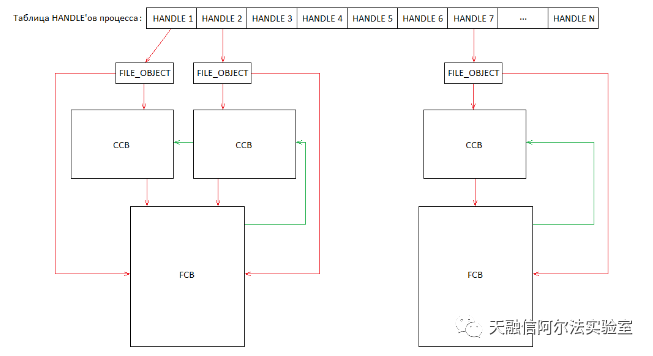 Таблица HANDLE'ов процесса: HANDLE 1 HANDLE 2 HANDLE 3 HANDLE 4 HANDLE 5 HANDLE 6 HANDLE 7 ... HANDLE N
FILE_OBJECT FILE_OBJECT FILE_OBJECT
CCB CCB CCB
FCB FCB
天融信阿尔法实验室